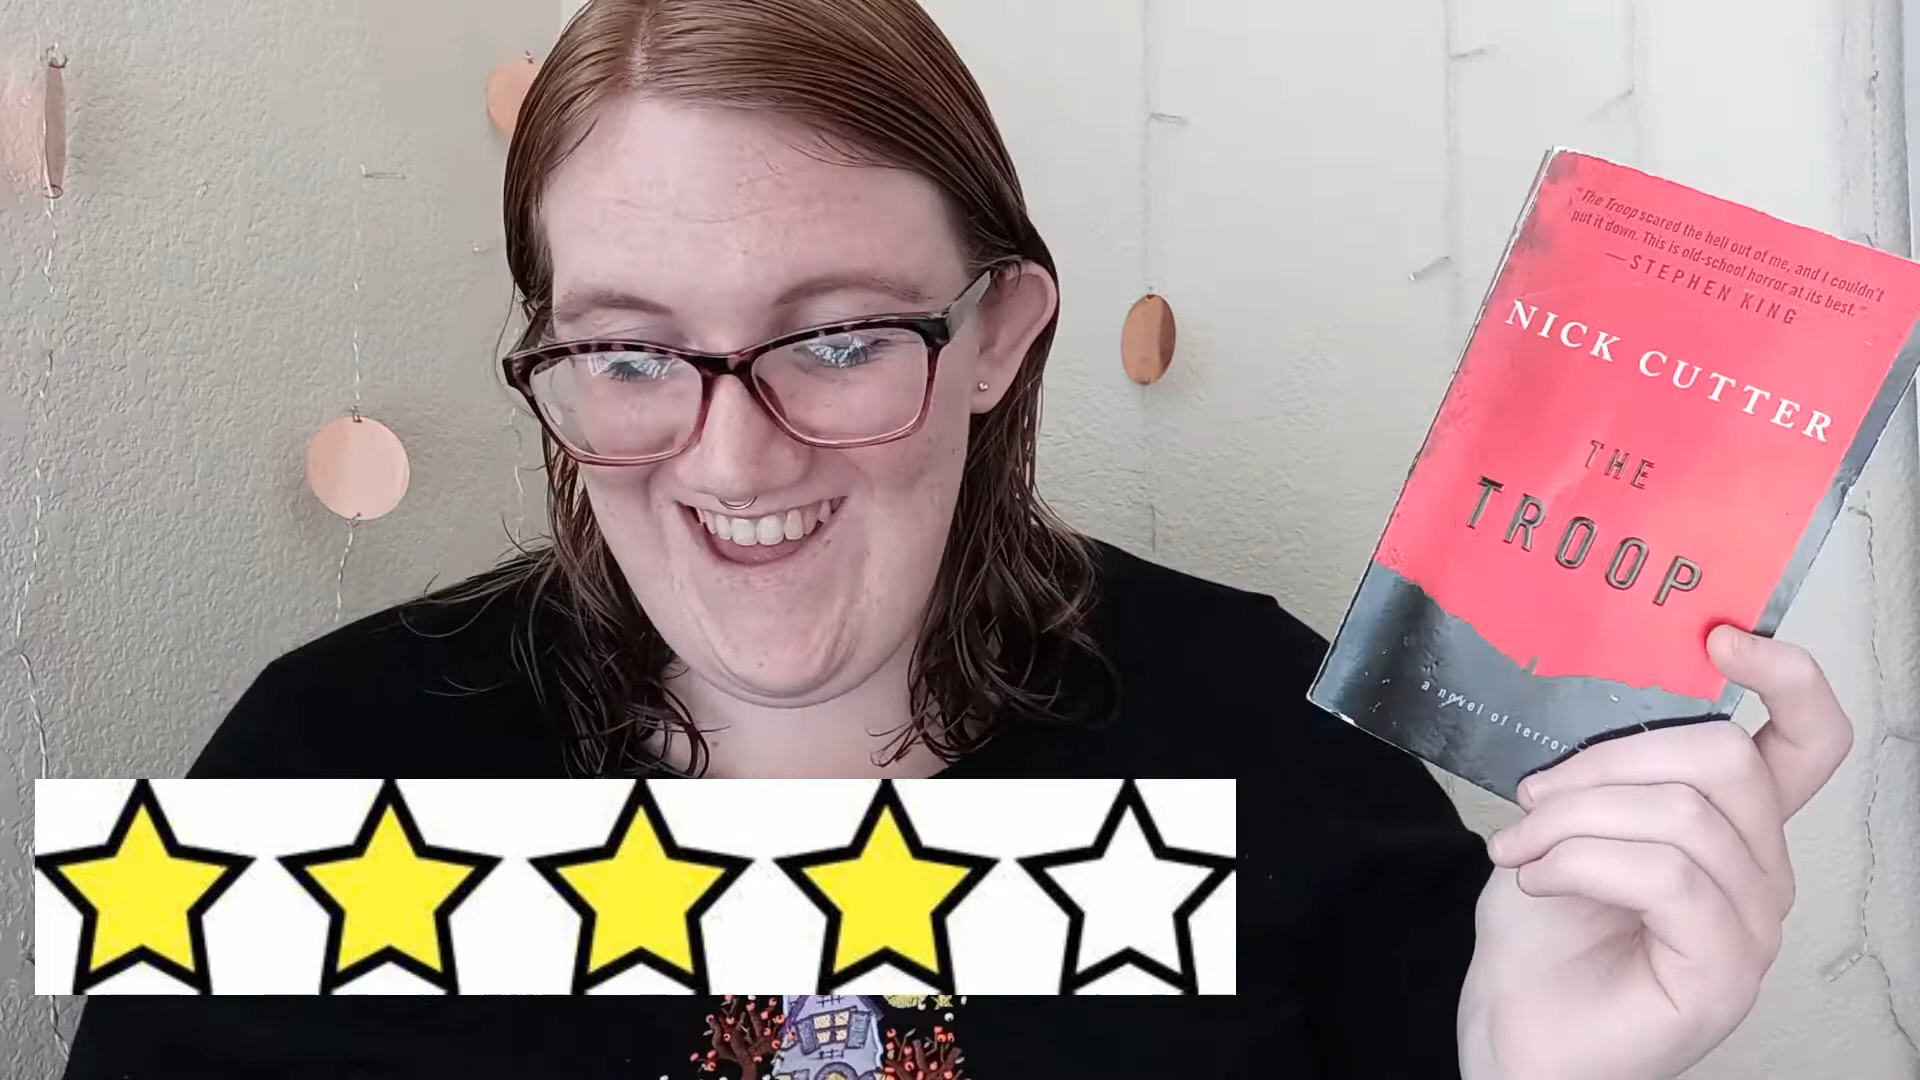 "The Troop scared the hell out of me, and I couldn't
put it down. This is old-school horror at its best."
—STEPHEN KING
NICK CUTTER
THE
TROOP
a novel of terror